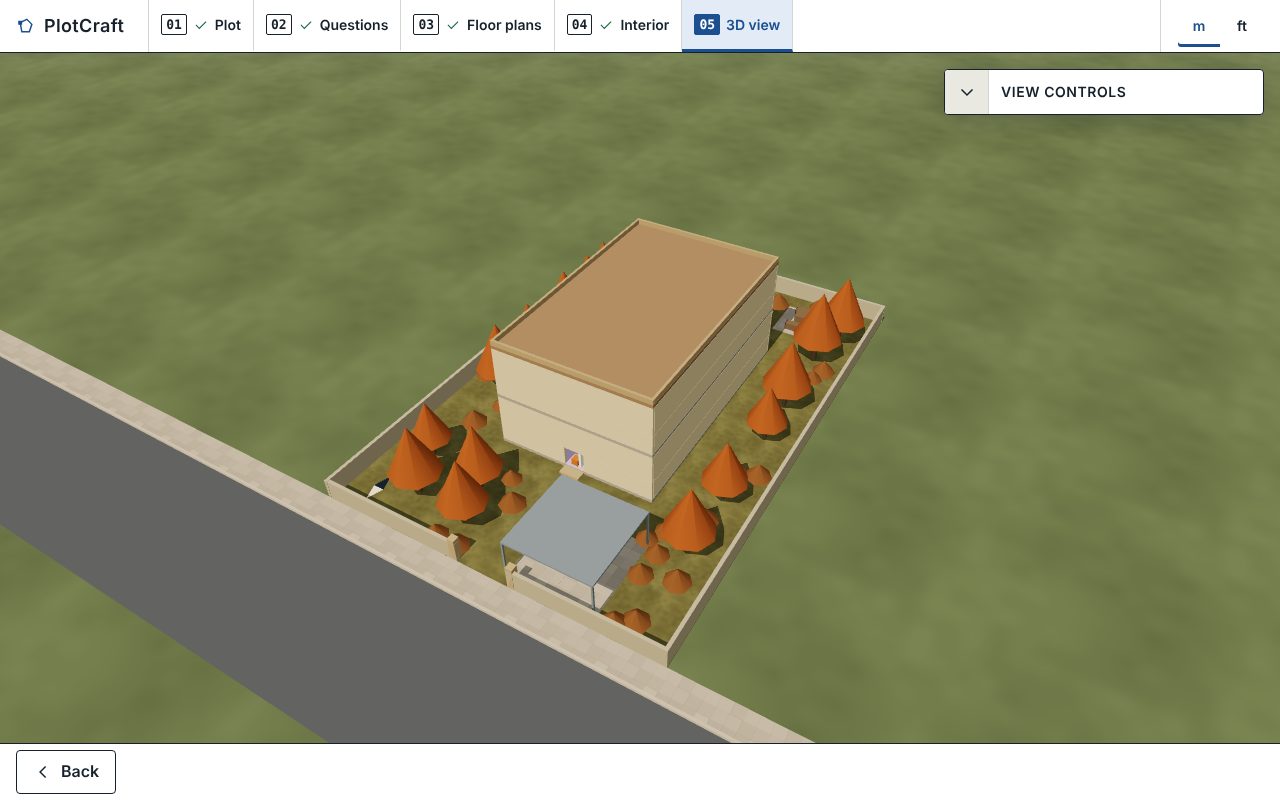 PlotCraft
01 Plot
02 Questions
03 Floor plans
04 Interior
05 3D view
m
ft
VIEW CONTROLS
Back